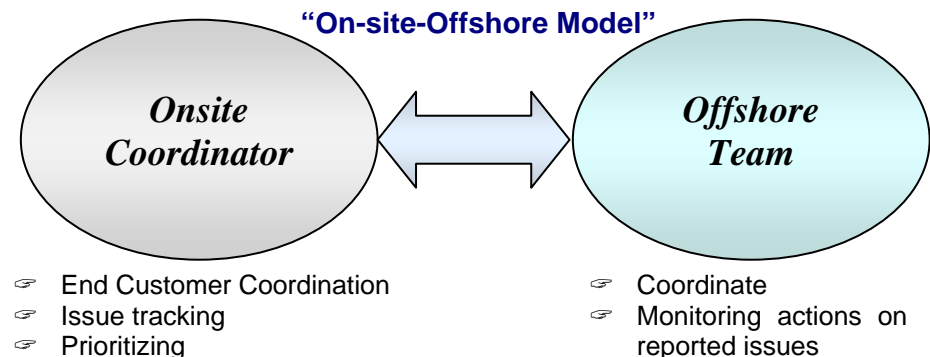 “On-site-Offshore Model”
Onsite
Coordinator
Offshore
Team
☞ End Customer Coordination
☞ Issue tracking
☞ Prioritizing
☞ Coordinate
☞ Monitoring actions on
reported issues